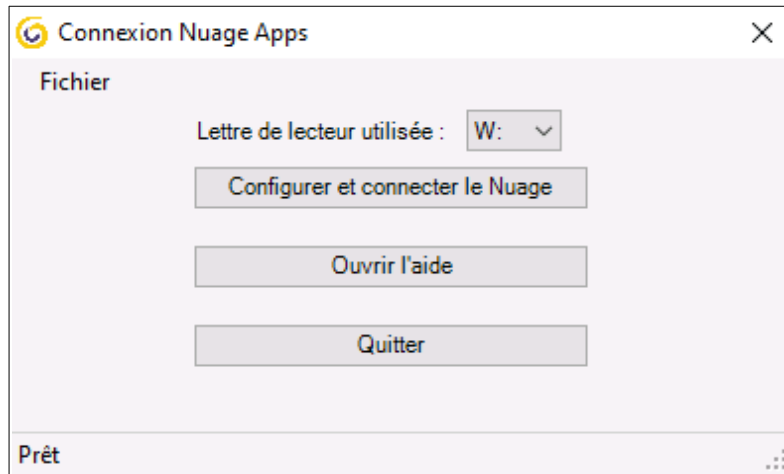 Connexion Nuage Apps
Fichier
Lettre de lecteur utilisée : W:
Configurer et connecter le Nuage
Ouvrir l'aide
Quitter
Prêt